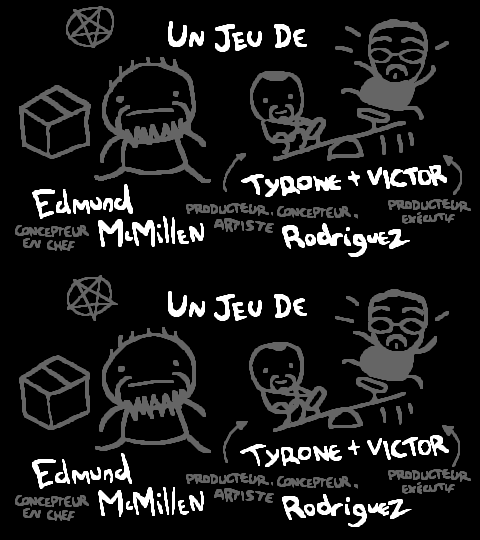 UN JEU DE
TYRONE + VICTOR
Edmund
PRODUCTEUR, CONCEPTEUR,
ARTISTE
PRODUCTEUR
EXÉCUTIF
CONCEPTEUR
EN CHEF
McMILLEN
RodriguEZ
UN JEU DE
TYRONE + VICTOR
Edmund
PRODUCTEUR, CONCEPTEUR,
ARTISTE
PRODUCTEUR
EXÉCUTIF
CONCEPTEUR
EN CHEF
McMILLEN
RodriguEZ